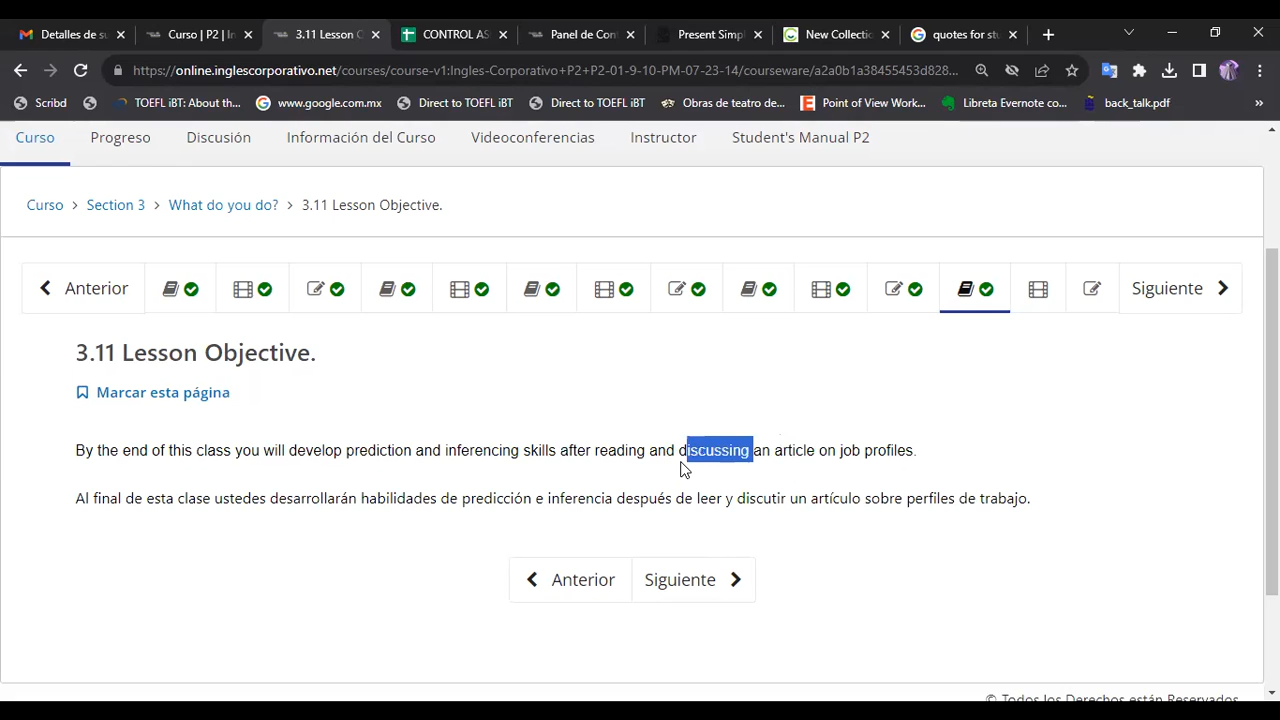 Detalles de su
Curso | P2 | In
3.11 Lesson C
CONTROL AS
Panel de Cont
Present Simpl
New Collectio
quotes for stu
https://online.inglescorporativo.net/courses/course-v1:Ingles-Corporativo+P2+P2-01-9-10-PM-07-23-14/courseware/a2a0b1a38455453d828...
Scribd
TOEFL iBT: About th...
www.google.com.mx
Direct to TOEFL iBT
Direct to TOEFL iBT
Obras de teatro de...
Point of View Work...
Libreta Evernote co...
back_talk.pdf
»
Curso
Progreso
Discusión
Información del Curso
Videoconferencias
Instructor
Student's Manual P2
Curso > Section 3 > What do you do? > 3.11 Lesson Objective.
Anterior
Siguiente
3.11 Lesson Objective.
Marcar esta página
By the end of this class you will develop prediction and inferencing skills after reading and discussing an article on job profiles.
Al final de esta clase ustedes desarrollarán habilidades de predicción e inferencia después de leer y discutir un artículo sobre perfiles de trabajo.
Anterior
Siguiente
© Todos los Derechos están Reservados